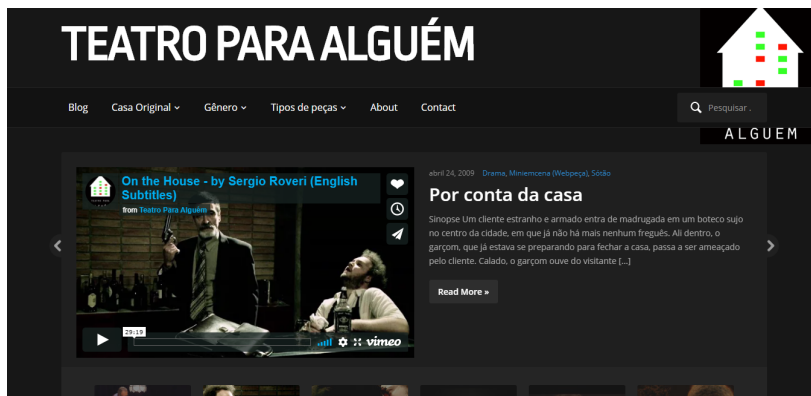 TEATRO PARA ALGUÉM
Blog
Casa Original
Gênero
Tipos de peças
About
Contact
Pesquisar .
ALGUEM
On the House - by Sergio Roveri (English
Subtitles)
from Teatro Para Alguém
29:19
vimeo
abril 24, 2009 Drama, Miniemcena (Webpeça), Sótão
Por conta da casa
Sinopse Um cliente estranho e armado entra de madrugada em um boteco sujo
no centro da cidade, em que já não há mais nenhum freguês. Ali dentro, o
garçom, que já estava se preparando para fechar a casa, passa a ser ameaçado
pelo cliente. Calado, o garçom ouve do visitante [...]
Read More »